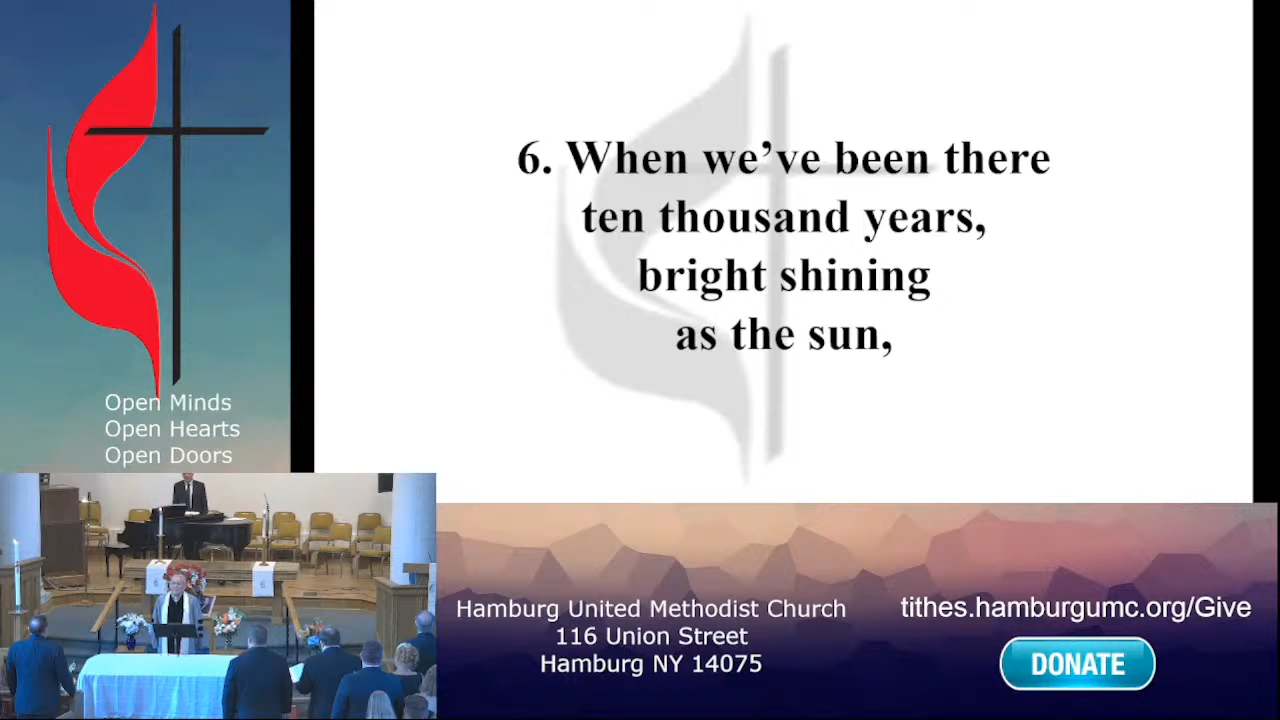 6. When we've been there
ten thousand years,
bright shining
as the sun,
Open Minds
Open Hearts
Open Doors
Hamburg United Methodist Church
116 Union Street
Hamburg NY 14075
tithes.hamburgumc.org/Give
DONATE